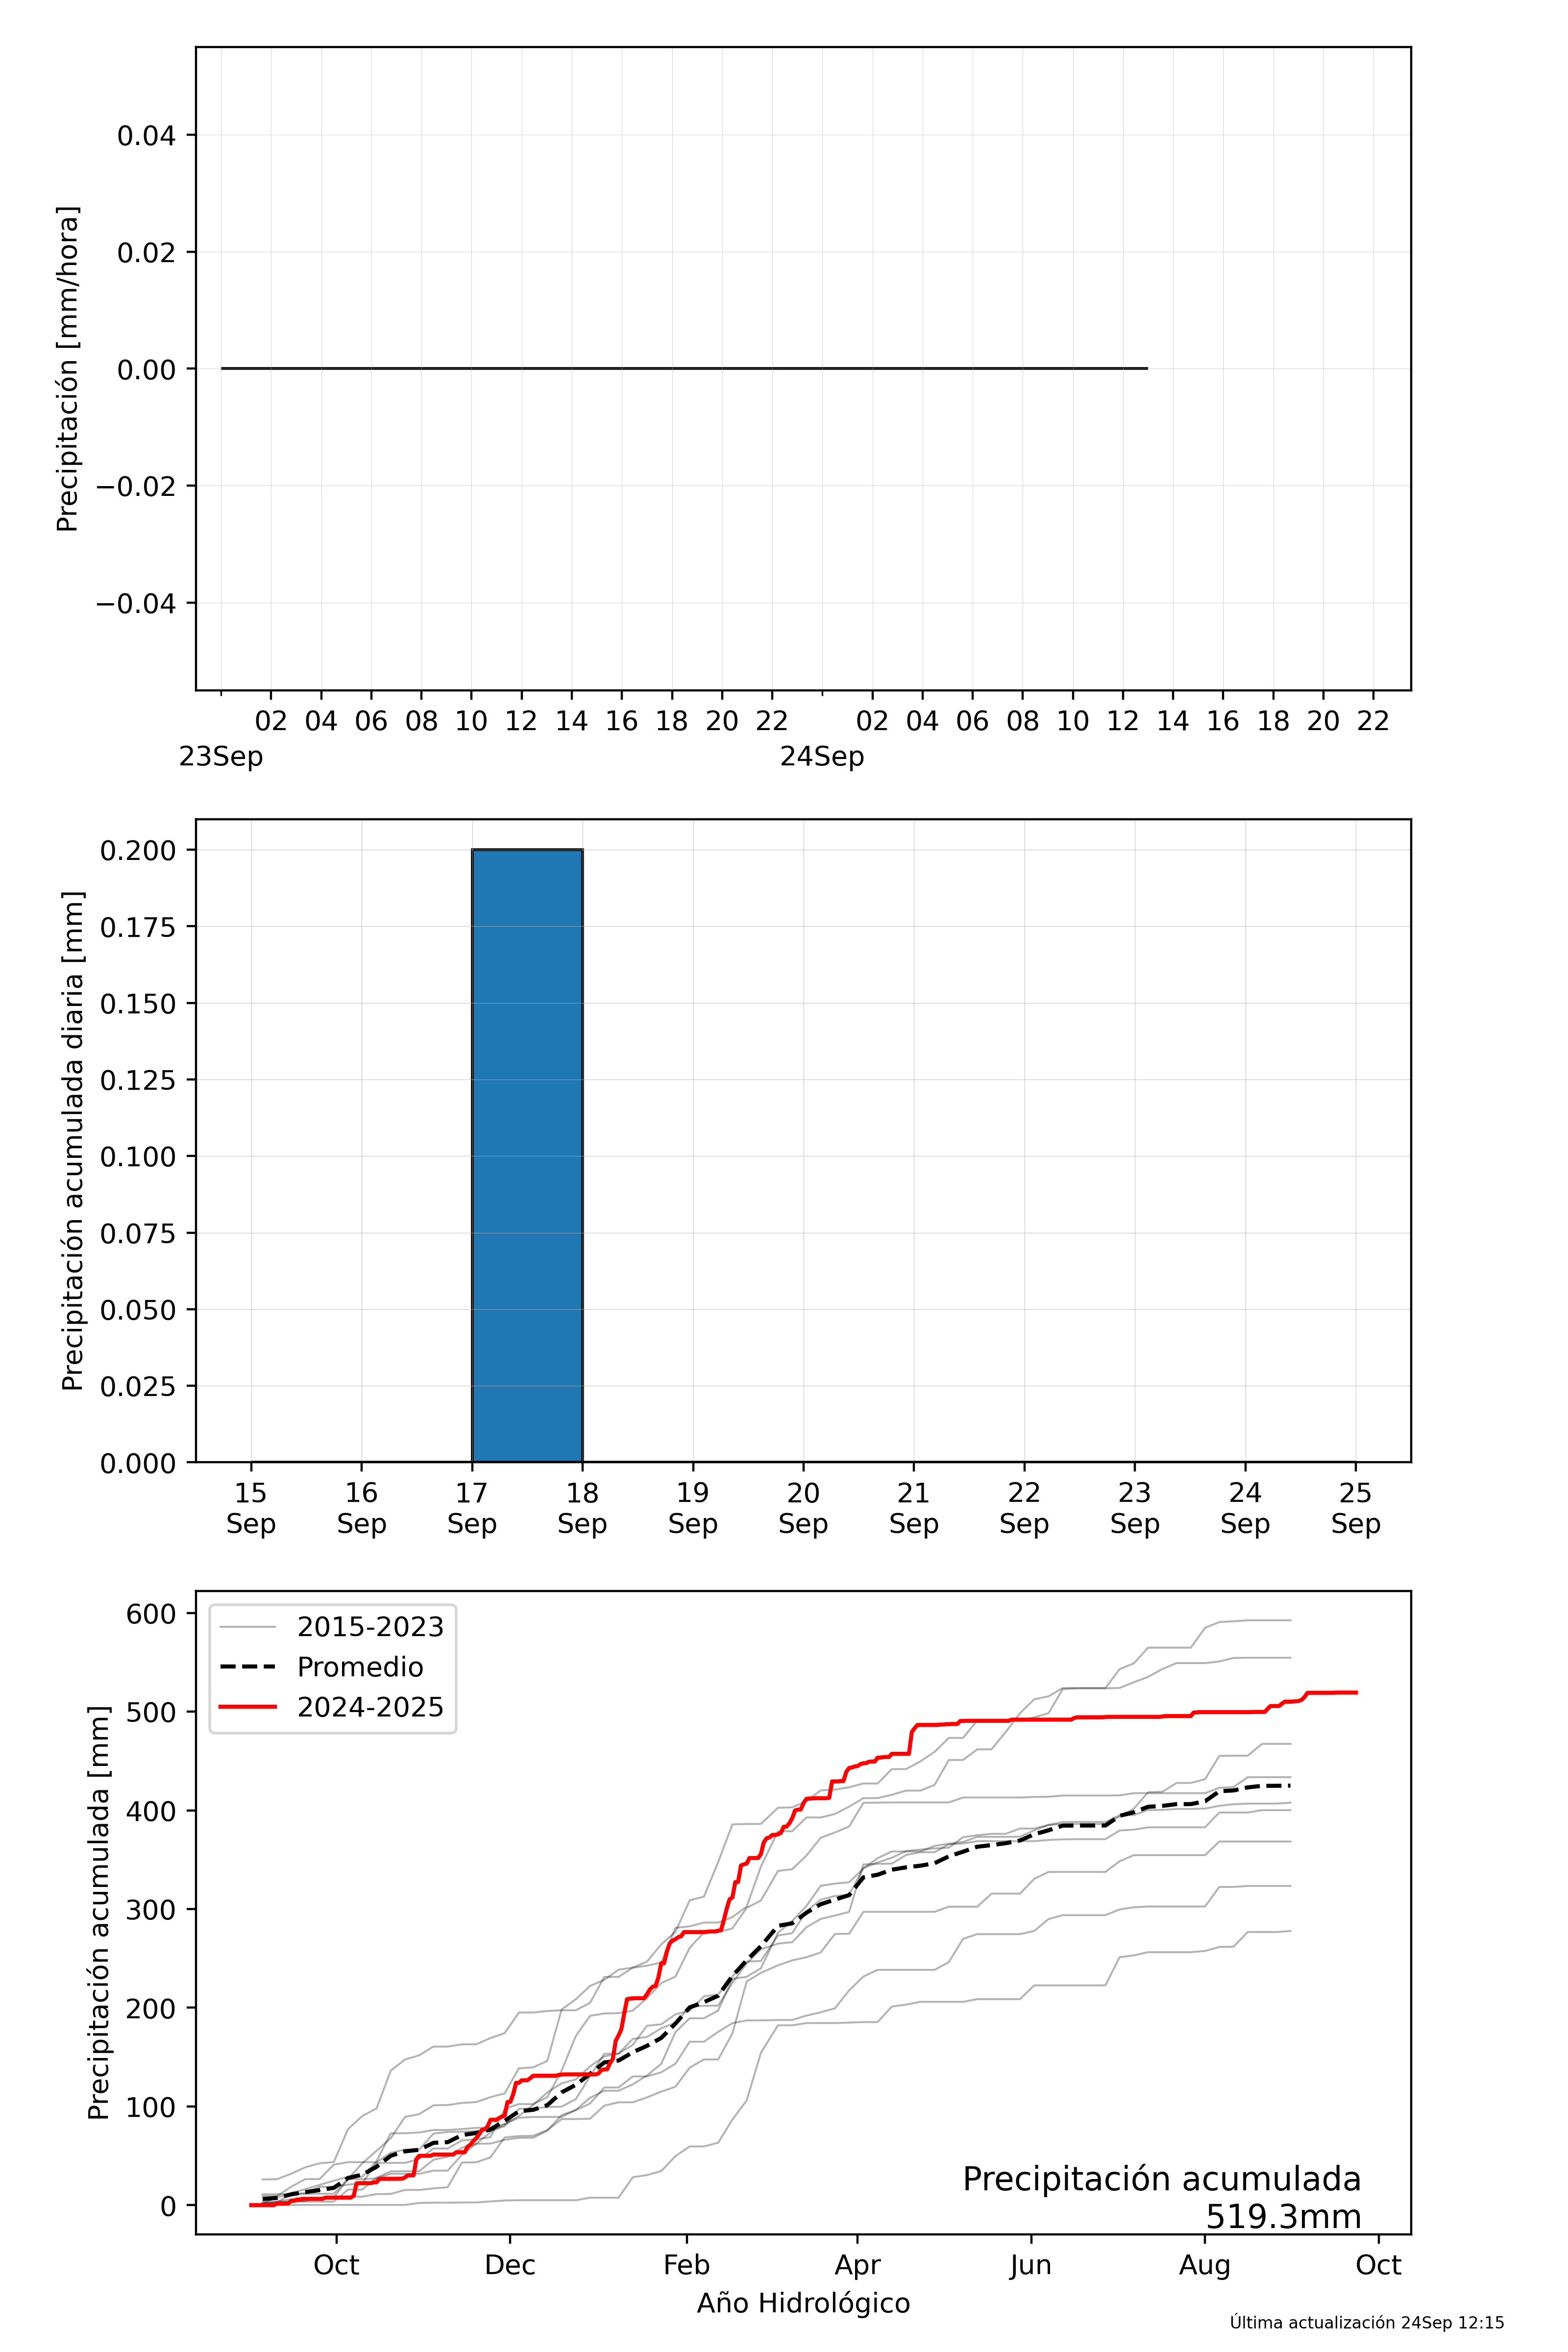 Precipitación [mm/hora]
0.04
0.02
0.00
−0.02
−0.04
02 04 06 08 10 12 14 16 18 20 22 02 04 06 08 10 12 14 16 18 20 22
23Sep 24Sep
Precipitación acumulada diaria [mm]
0.200
0.175
0.150
0.125
0.100
0.075
0.050
0.025
0.000
15 16 17 18 19 20 21 22 23 24 25
Sep Sep Sep Sep Sep Sep Sep Sep Sep Sep Sep
Precipitación acumulada [mm]
600
500
400
300
200
100
0
2015-2023
Promedio
2024-2025
Precipitación acumulada
519.3mm
Oct Dec Feb Apr Jun Aug Oct
Año Hidrológico
Última actualización 24Sep 12:15